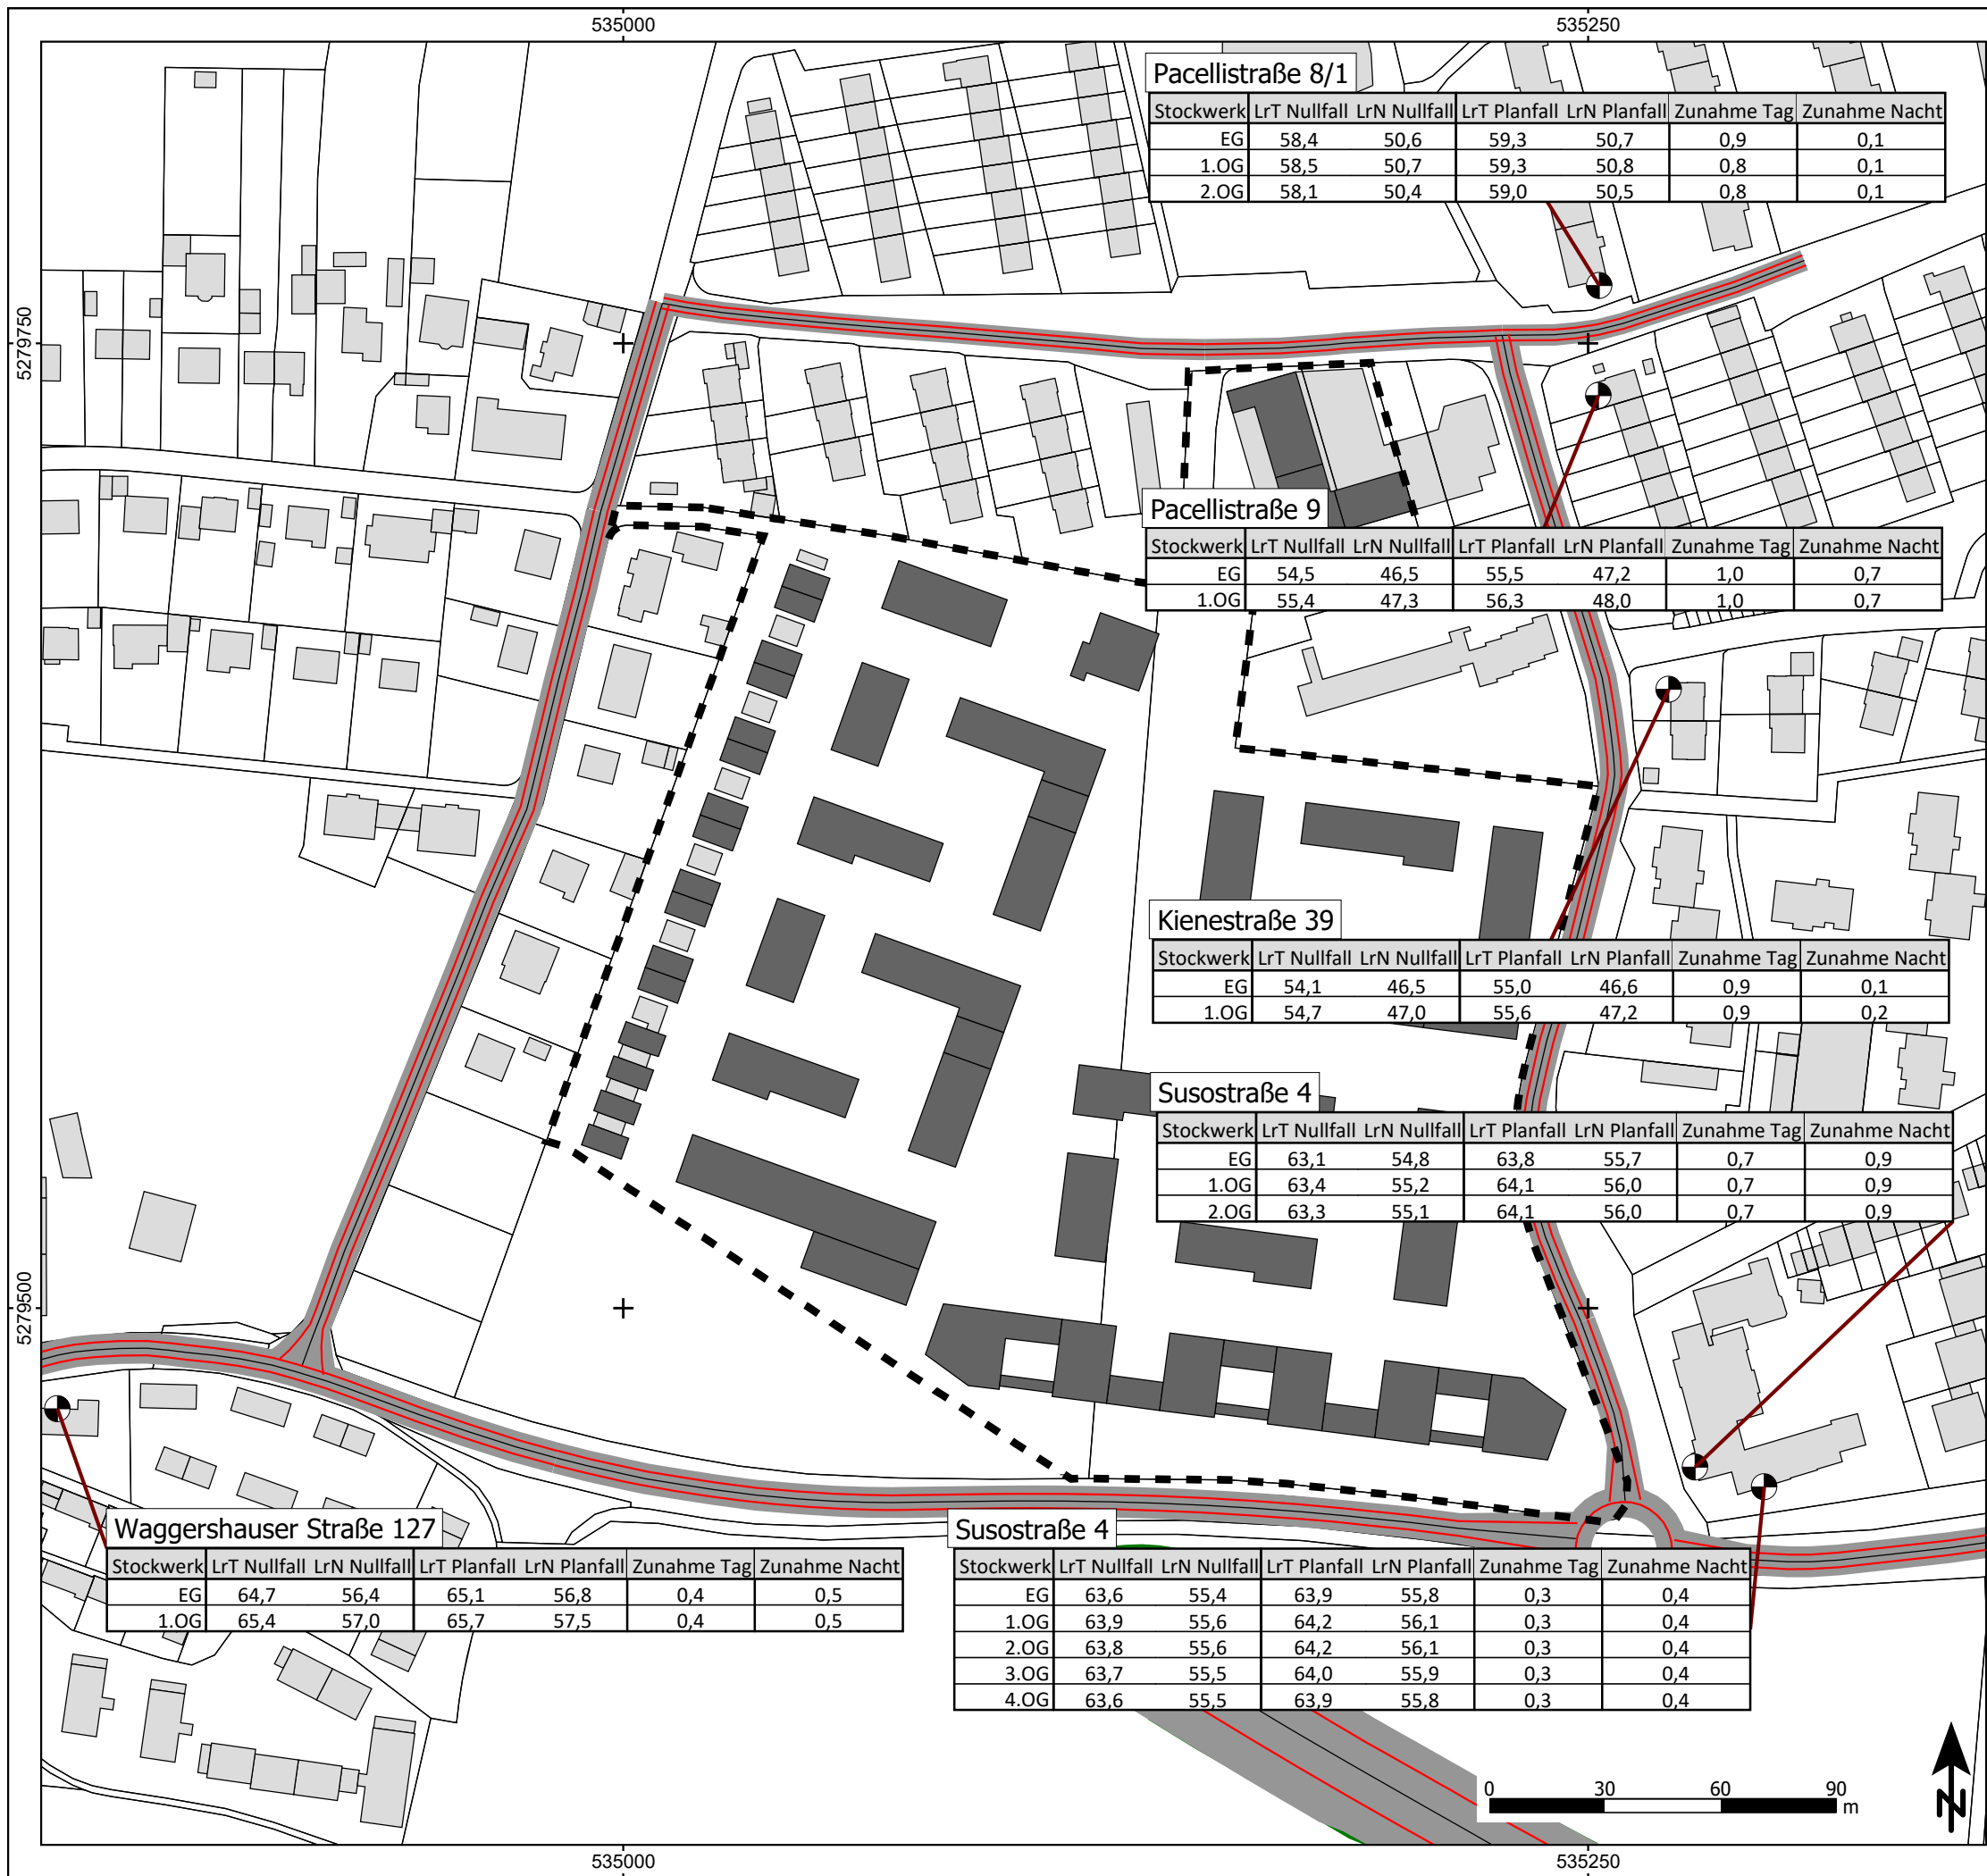 535000 535250
Pacellistraße 8/1
Stockwerk LrT Nullfall LrN Nullfall LrT Planfall LrN Planfall Zunahme Tag Zunahme Nacht
EG 58,4 50,6 59,3 50,7 0,9 0,1
1.OG 58,5 50,7 59,3 50,8 0,8 0,1
2.OG 58,1 50,4 59,0 50,5 0,8 0,1
5279750
Pacellistraße 9
Stockwerk LrT Nullfall LrN Nullfall LrT Planfall LrN Planfall Zunahme Tag Zunahme Nacht
EG 54,5 46,5 55,5 47,2 1,0 0,7
1.OG 55,4 47,3 56,3 48,0 1,0 0,7
Kienestraße 39
Stockwerk LrT Nullfall LrN Nullfall LrT Planfall LrN Planfall Zunahme Tag Zunahme Nacht
EG 54,1 46,5 55,0 46,6 0,9 0,1
1.OG 54,7 47,0 55,6 47,2 0,9 0,2
Susostraße 4
Stockwerk LrT Nullfall LrN Nullfall LrT Planfall LrN Planfall Zunahme Tag Zunahme Nacht
EG 63,1 54,8 63,8 55,7 0,7 0,9
1.OG 63,4 55,2 64,1 56,0 0,7 0,9
2.OG 63,3 55,1 64,1 56,0 0,7 0,9
5279500
Waggershauser Straße 127
Stockwerk LrT Nullfall LrN Nullfall LrT Planfall LrN Planfall Zunahme Tag Zunahme Nacht
EG 64,7 56,4 65,1 56,8 0,4 0,5
1.OG 65,4 57,0 65,7 57,5 0,4 0,5
Susostraße 4
Stockwerk LrT Nullfall LrN Nullfall LrT Planfall LrN Planfall Zunahme Tag Zunahme Nacht
EG 63,6 55,4 63,9 55,8 0,3 0,4
1.OG 63,9 55,6 64,2 56,1 0,3 0,4
2.OG 63,8 55,6 64,2 56,1 0,3 0,4
3.OG 63,7 55,5 64,0 55,9 0,3 0,4
4.OG 63,6 55,5 63,9 55,8 0,3 0,4
0 30 60 90
m
N
535000 535250